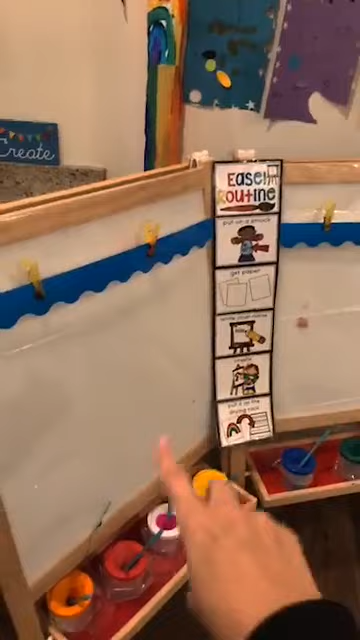 Create
EASEL
ROUTINE
put on a smock
get paper
write your name
create
put it on the
drying rack